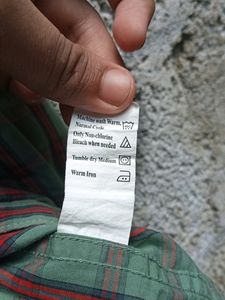 Machine wash Warm,
Normal Cycle
Only Non-chlorine
Bleach when needed
Tumble dry Medium
Warm Iron